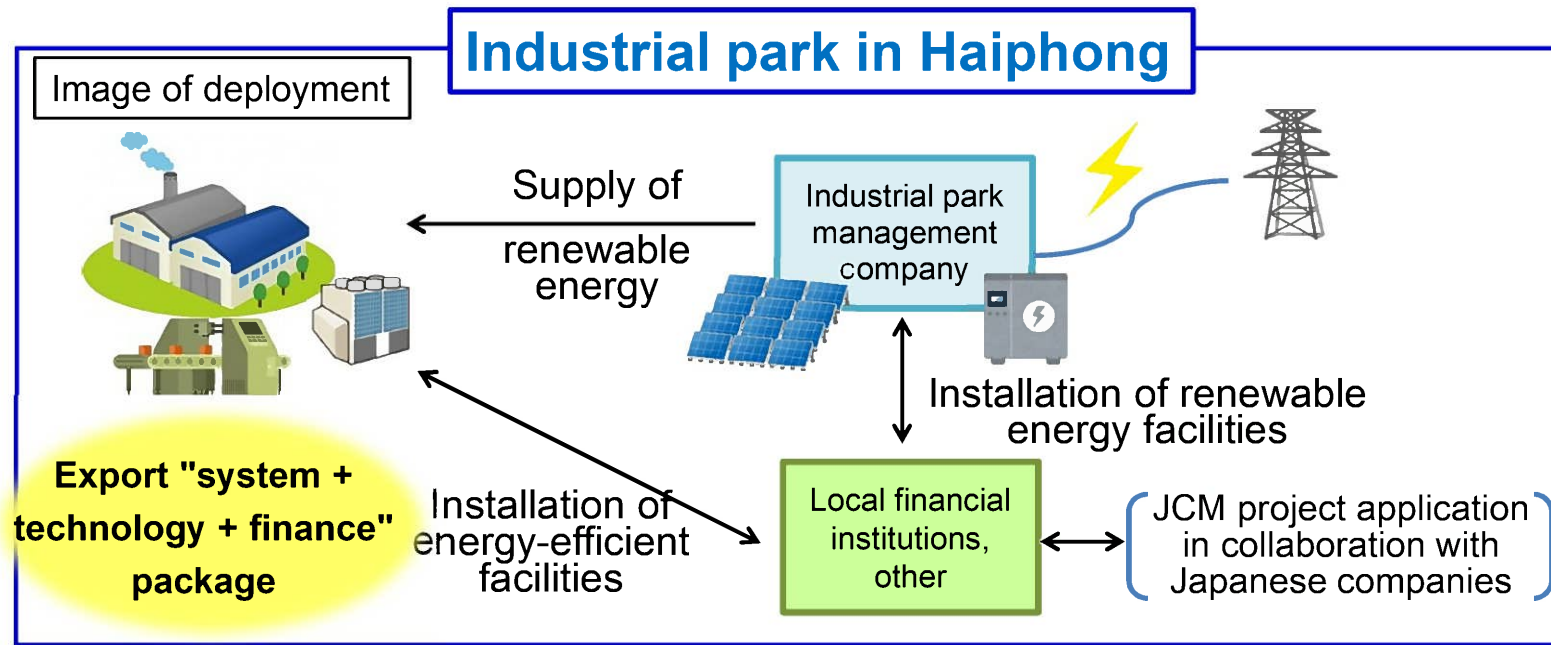 Industrial park in Haiphong
Image of deployment
Supply of
renewable
energy
Industrial park
management
company
Installation of renewable
energy facilities
Export "system +
technology + finance"
package
Installation of
energy-efficient
facilities
Local financial
institutions,
other
JCM project application
in collaboration with
Japanese companies